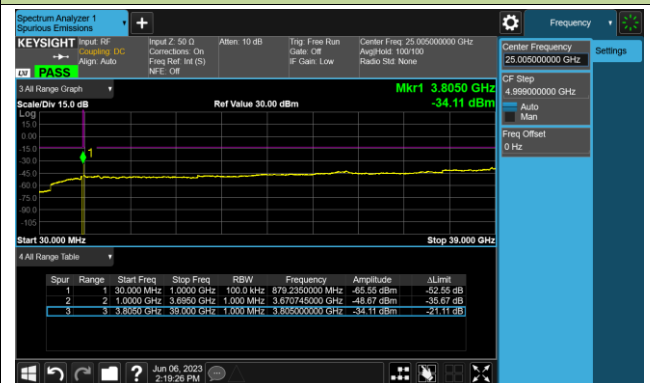 Spectrum Analyzer 1
Spurious Emissions
Frequency
KEYSIGHT
Input: RF
Coupling: DC
Align: Auto
Input Z: 50 Ω
Corrections: On
Freq Ref: Int (S)
NFE: Off
Atten: 10 dB
Trig: Free Run
Gate: Off
IF Gain: Low
Center Freq: 25.005000000 GHz
Avg|Hold: 100/100
Radio Std: None
LXI PASS
Center Frequency
25.005000000 GHz
Settings
CF Step
4.999000000 GHz
Auto
Man
Freq Offset
0 Hz
3 All Range Graph
Mkr1 3.8050 GHz
Scale/Div 15.0 dB
Ref Value 30.00 dBm
-34.11 dBm
Log
15.0
0.00
-15.0
-30.0
-45.0
-60.0
-75.0
-90.0
-105
1
Start 30.000 MHz
Stop 39.000 GHz
4 All Range Table
Spur Range Start Freq Stop Freq RBW Frequency Amplitude ΔLimit
1 1 30.000 MHz 1.0000 GHz 100.0 kHz 879.2350000 MHz -65.55 dBm -52.55 dB
2 2 1.0000 GHz 3.6950 GHz 1.000 MHz 3.670745000 GHz -48.67 dBm -35.67 dB
3 3 3.8050 GHz 39.000 GHz 1.000 MHz 3.805000000 GHz -34.11 dBm -21.11 dB
?
Jun 06, 2023
2:19:26 PM